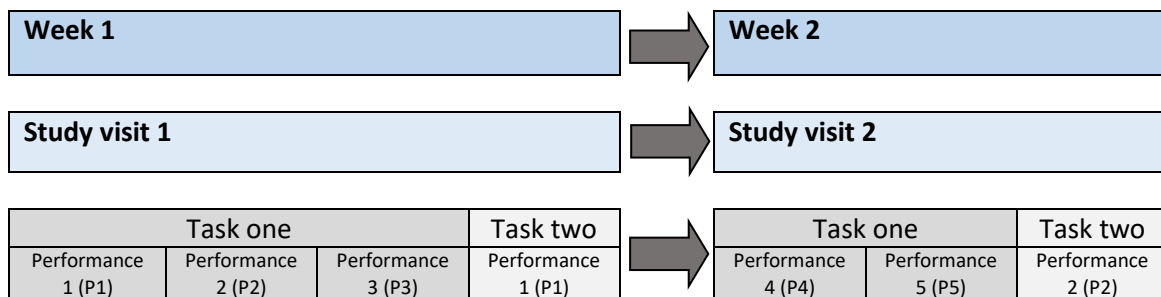 Week 1
Week 2
Study visit 1
Study visit 2
Task one
Task two
Task one
Task two
Performance
1 (P1)
Performance
2 (P2)
Performance
3 (P3)
Performance
1 (P1)
Performance
4 (P4)
Performance
5 (P5)
Performance
2 (P2)